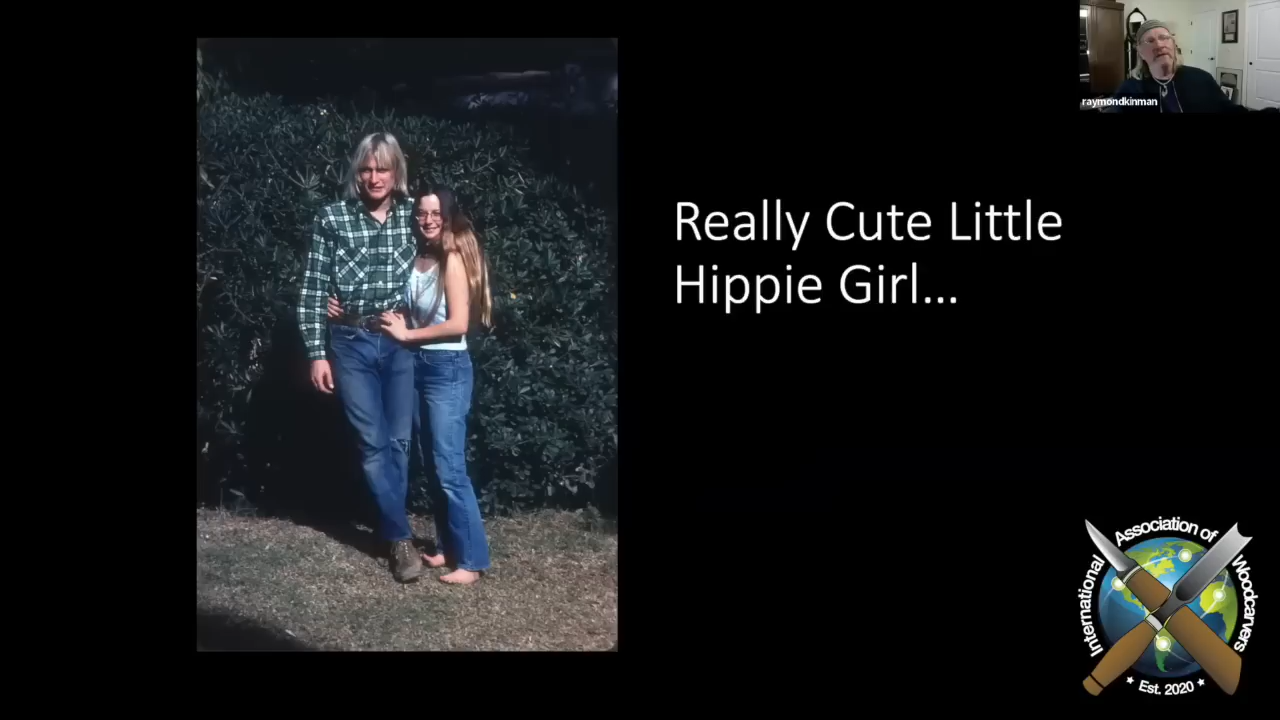 raymondkinman
Really Cute Little
Hippie Girl...
International Association of Woodcarvers
Est. 2020